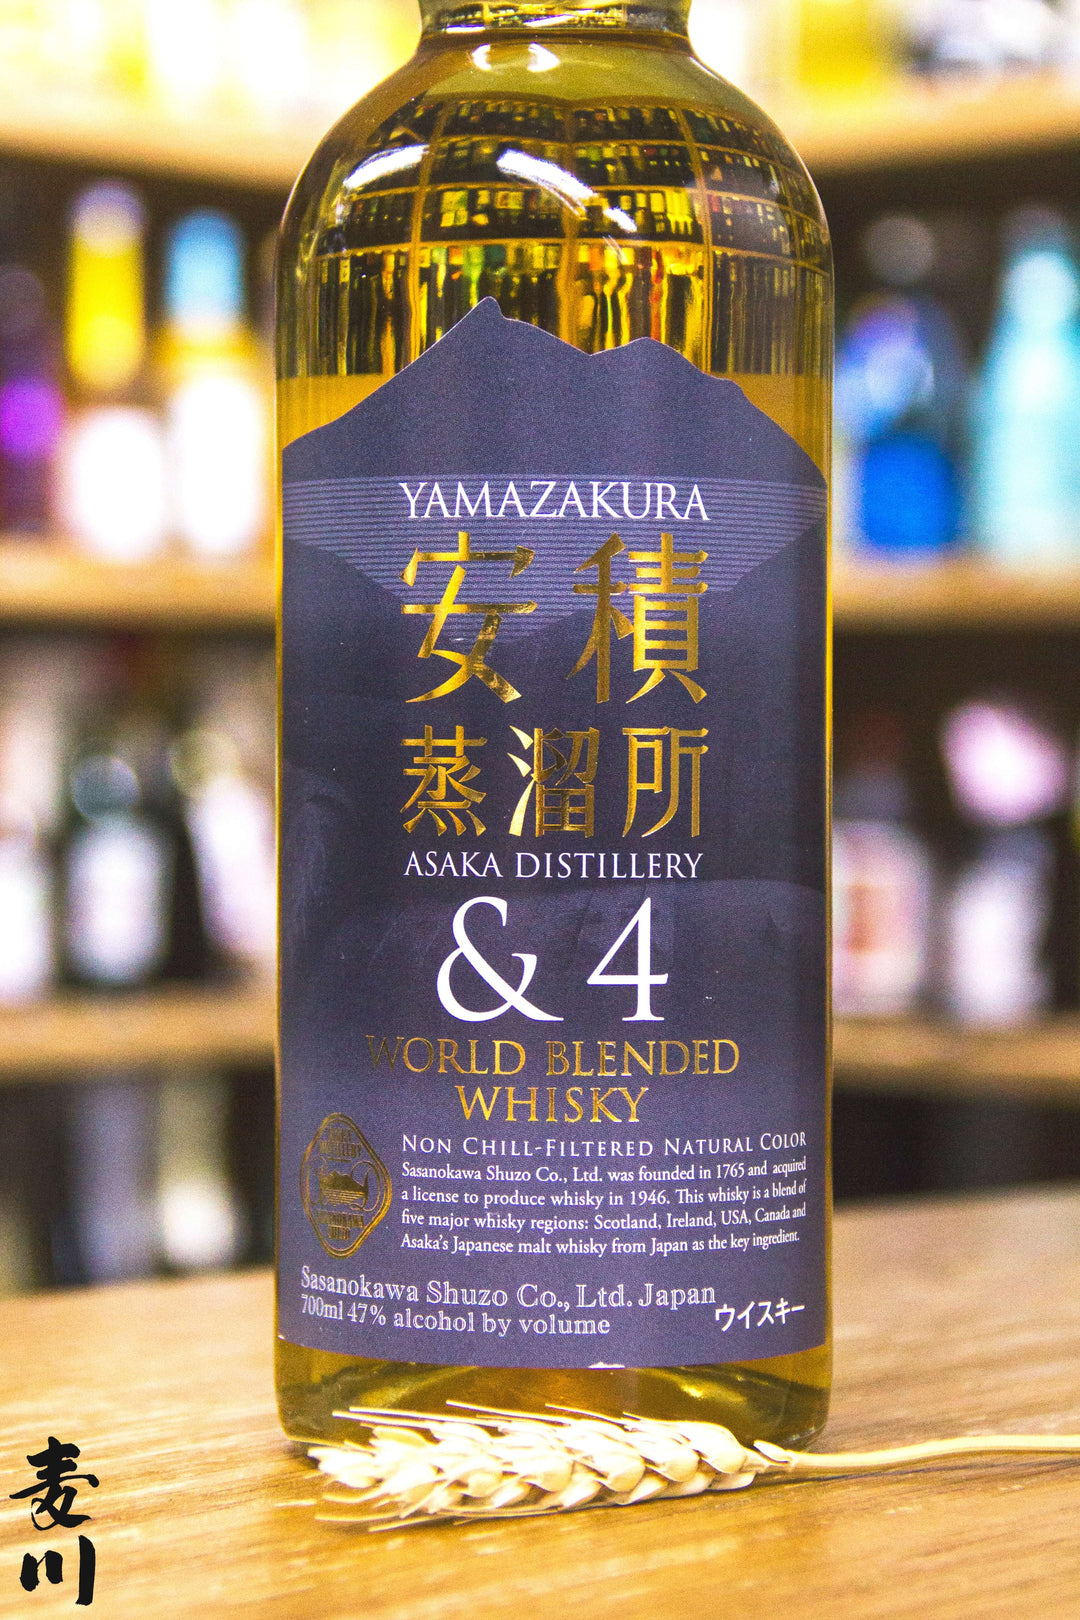 YAMAZAKURA
安積
蒸溜所
ASAKA DISTILLERY
& 4
WORLD BLENDED
WHISKY
NON CHILL-FILTERED NATURAL COLOR
Sasanokawa Shuzo Co., Ltd. was founded in 1765 and acquired
a license to produce whisky in 1946. This whisky is a blend of
five major whisky regions: Scotland, Ireland, USA, Canada and
Asaka's Japanese malt whisky from Japan as the key ingredient.
Sasanokawa Shuzo Co., Ltd. Japan
700ml 47% alcohol by volume
ウイスキー
麦川